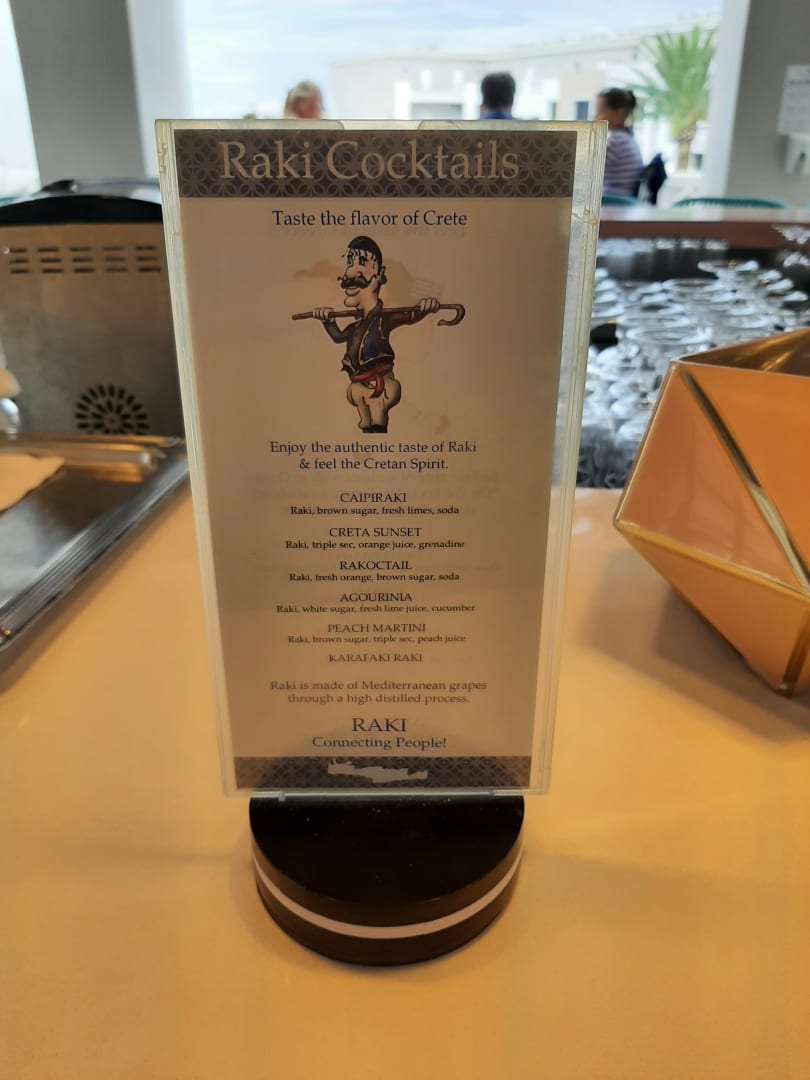 Raki Cocktails
Taste the flavor of Crete
Enjoy the authentic taste of Raki
& feel the Cretan Spirit.
CAIPIRAKI
Raki, brown sugar, fresh limes, soda
CRETA SUNSET
Raki, triple sec, orange juice, grenadine
RAKOCTAIL
Raki, fresh orange, brown sugar, soda
AGOURINIA
Raki, white sugar, fresh lime juice, cucumber
PEACH MARTINI
Raki, brown sugar, triple sec, peach juice
KARAFAKI RAKI
Raki is made of Mediterranean grapes
through a high distilled process.
RAKI
Connecting People!